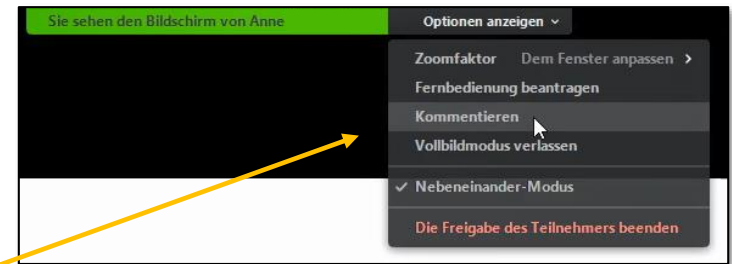 Sie sehen den Bildschirm von Anne Optionen anzeigen
Zoomfaktor Dem Fenster anpassen
Fernbedienung beantragen
Kommentieren
Vollbildmodus verlassen
Nebeneinander-Modus
Die Freigabe des Teilnehmers beenden